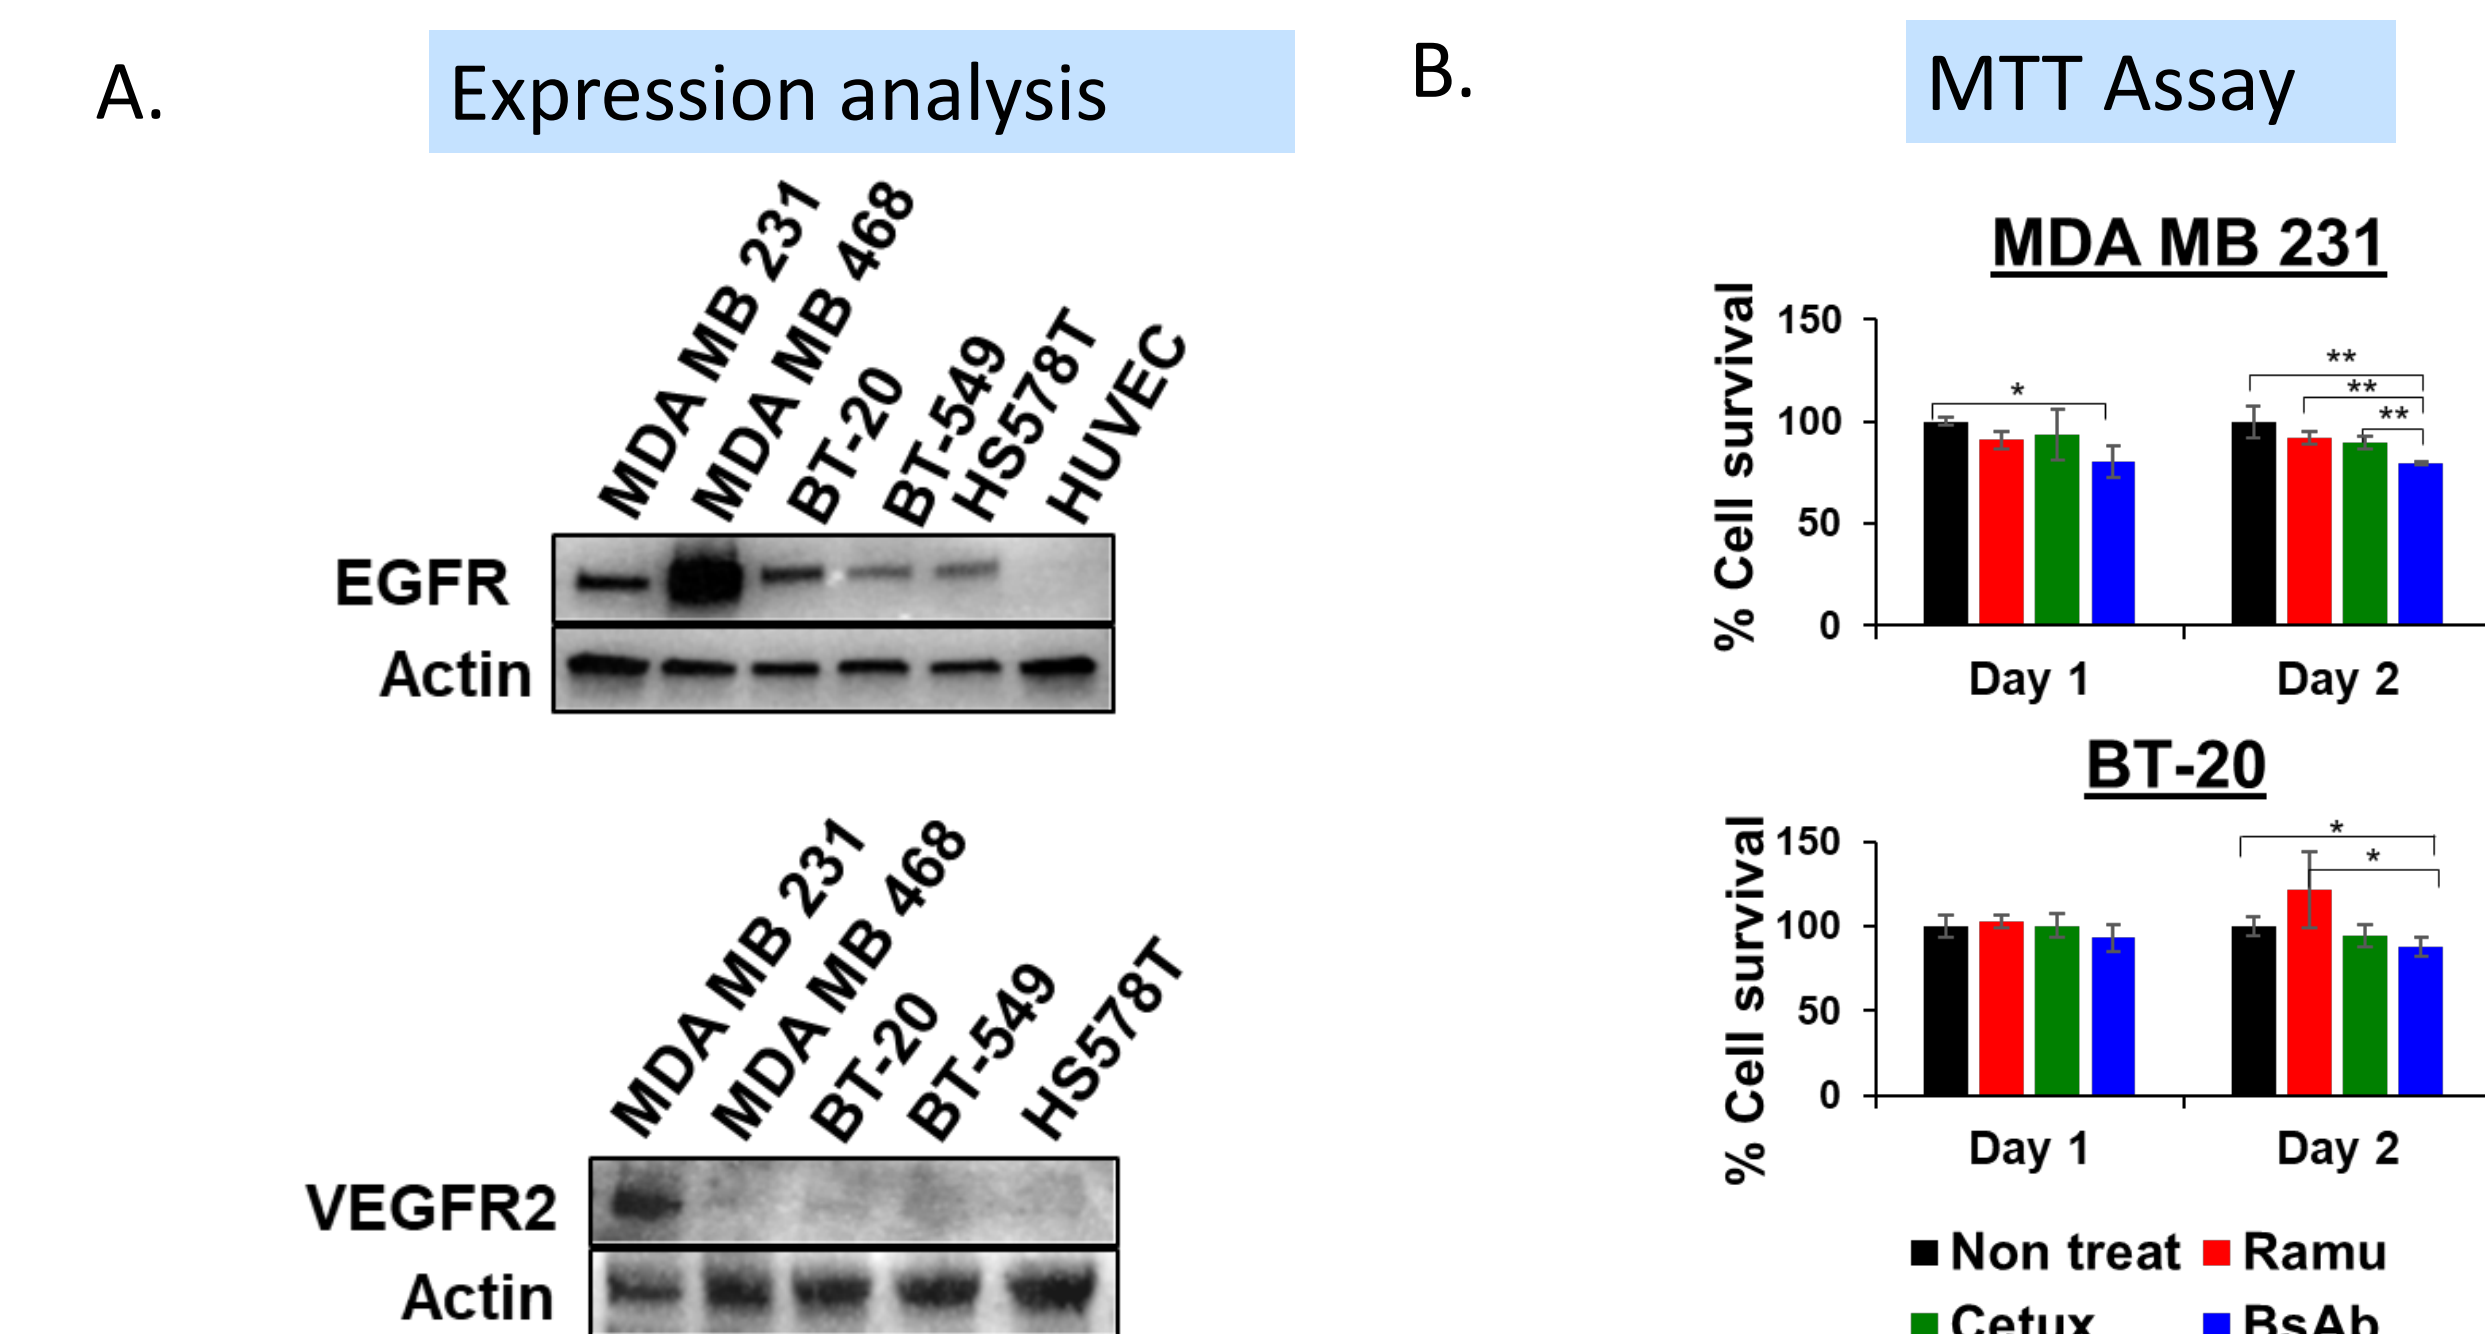 A.
Expression analysis
MDA MB 231
MDA MB 468
BT-20
BT-549
HS578T
HUVEC
EGFR
Actin
MDA MB 231
MDA MB 468
BT-20
BT-549
HS578T
VEGFR2
Actin
B.
MTT Assay
MDA MB 231
% Cell survival
150
100
50
0
*
**
**
**
Day 1 Day 2
BT-20
% Cell survival
150
100
50
0
*
*
Day 1 Day 2
Non treat Ramu
Cetux BsAb